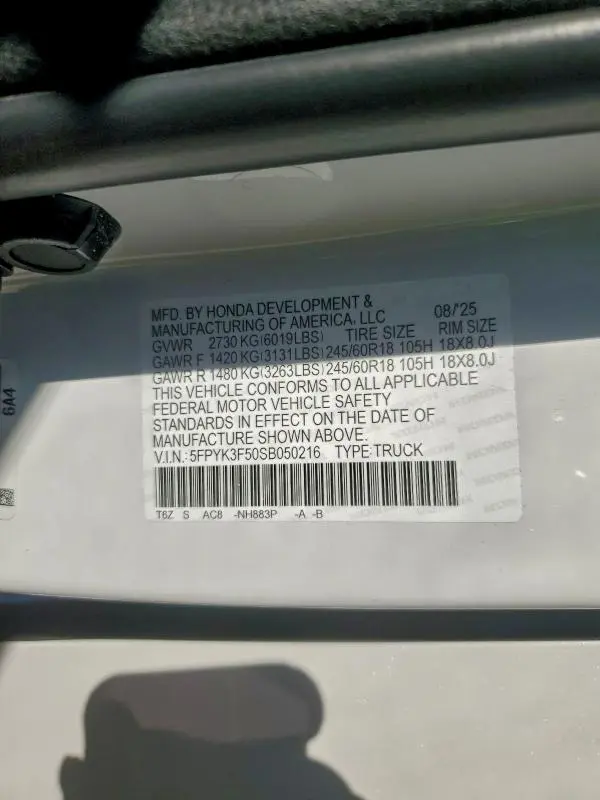 MFD. BY HONDA DEVELOPMENT & 08/'25
MANUFACTURING OF AMERICA, LLC
GVWR 2730 KG(6019LBS) TIRE SIZE RIM SIZE
GAWR F 1420 KG(3131LBS) 245/60R18 105H 18X8.0J
GAWR R 1480 KG(3263LBS) 245/60R18 105H 18X8.0J
THIS VEHICLE CONFORMS TO ALL APPLICABLE
FEDERAL MOTOR VEHICLE SAFETY
STANDARDS IN EFFECT ON THE DATE OF
MANUFACTURE SHOWN ABOVE.
V.I.N.: 5FPYK3F50SB050216 TYPE:TRUCK
T6Z S AC8 -NH883P -A -B
6A4